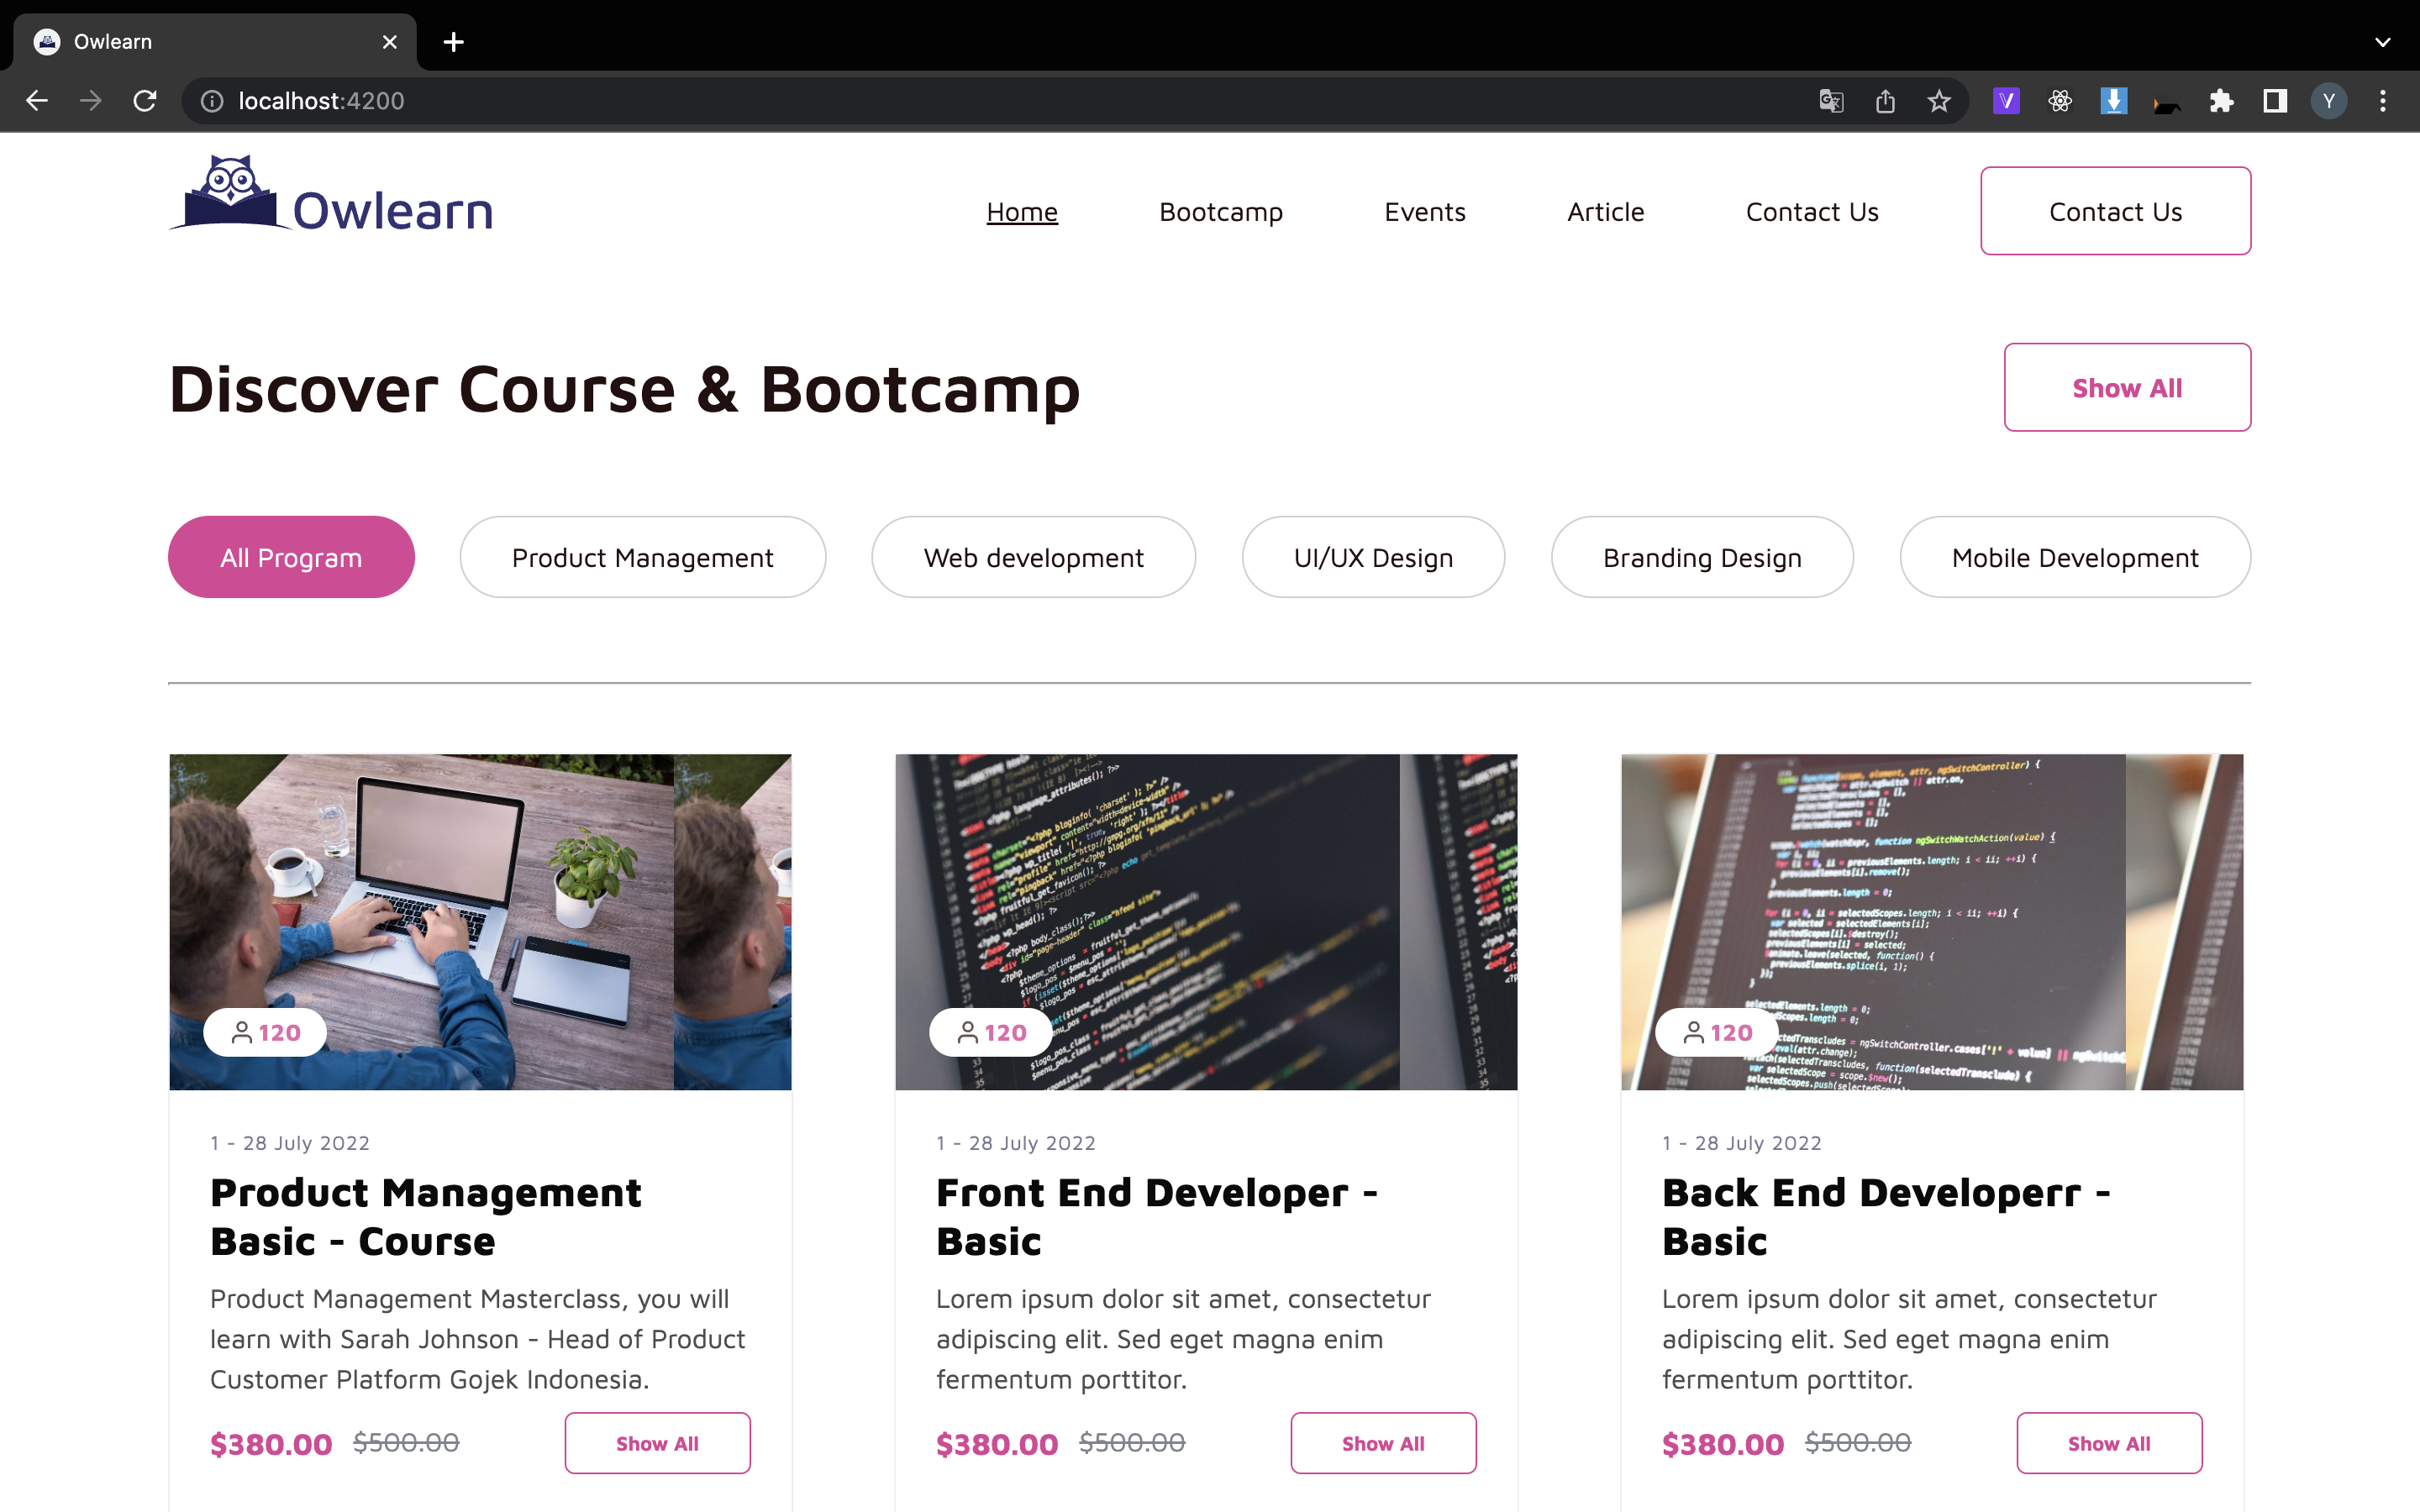 Owlearn
localhost:4200
Y
Owlearn
Home Bootcamp Events Article Contact Us Contact Us
Discover Course & Bootcamp
Show All
All Program Product Management Web development UI/UX Design Branding Design Mobile Development
120
120
120
1 - 28 July 2022
Product Management
Basic - Course
Product Management Masterclass, you will
learn with Sarah Johnson - Head of Product
Customer Platform Gojek Indonesia.
$380.00 $500.00 Show All
1 - 28 July 2022
Front End Developer -
Basic
Lorem ipsum dolor sit amet, consectetur
adipiscing elit. Sed eget magna enim
fermentum porttitor.
$380.00 $500.00 Show All
1 - 28 July 2022
Back End Developerr -
Basic
Lorem ipsum dolor sit amet, consectetur
adipiscing elit. Sed eget magna enim
fermentum porttitor.
$380.00 $500.00 Show All